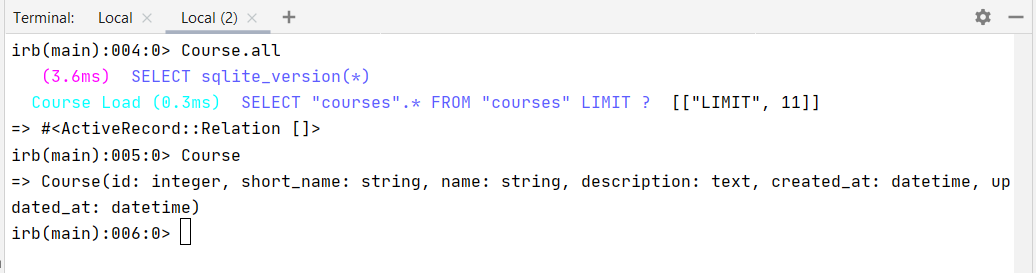 Terminal: Local × Local (2) × +
irb(main):004:0> Course.all
   (3.6ms)  SELECT sqlite_version(*)
  Course Load (0.3ms)  SELECT "courses".* FROM "courses" LIMIT ?  [["LIMIT", 11]]
=> #<ActiveRecord::Relation []>
irb(main):005:0> Course
=> Course(id: integer, short_name: string, name: string, description: text, created_at: datetime, up
dated_at: datetime)
irb(main):006:0>